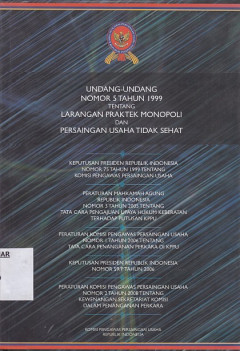 UNDANG-UNDANG
NOMOR 5 TAHUN 1999
TENTANG
LARANGAN PRAKTEK MONOPOLI
DAN
PERSAINGAN USAHA TIDAK SEHAT
KEPUTUSAN PRESIDEN REPUBLIK INDONESIA
NOMOR 75 TAHUN 1999 TENTANG
KOMISI PENGAWAS PERSAINGAN USAHA
PERATURAN MAHKAMAH AGUNG
REPUBLIK INDONESIA
NOMOR 3 TAHUN 2005 TENTANG
TATA CARA PENGAJUAN UPAYA HUKUM KEBERATAN
TERHADAP PUTUSAN KPPU
PERATURAN KOMISI PENGAWAS PERSAINGAN USAHA
NOMOR 1 TAHUN 2006 TENTANG
TATA CARA PENANGANAN PERKARA DI KPPU
KEPUTUSAN PRESIDEN REPUBLIK INDONESIA
NOMOR 59/P TAHUN 2006
PERATURAN KOMISI PENGAWAS PERSAINGAN USAHA
NOMOR 2 TAHUN 2008 TENTANG
KEWENANGAN SEKRETARIAT KOMISI
DALAM PENANGANAN PERKARA
KOMISI PENGAWAS PERSAINGAN USAHA
REPUBLIK INDONESIA